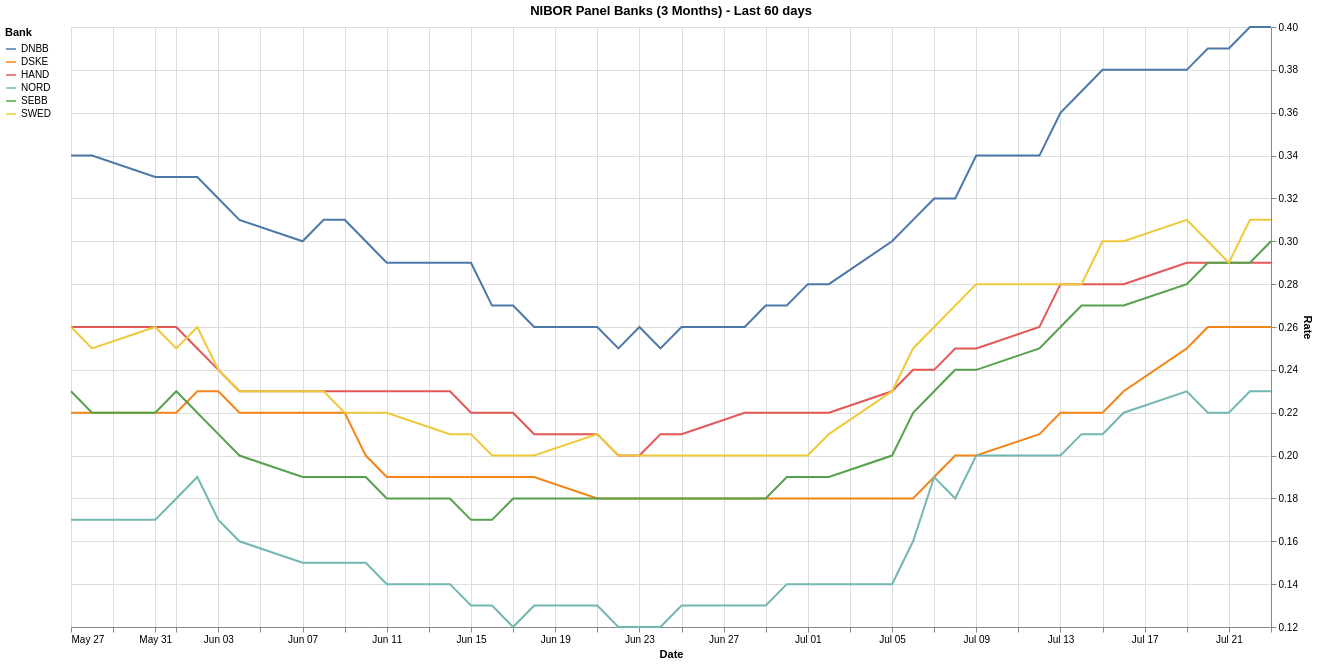 NIBOR Panel Banks (3 Months) - Last 60 days
Bank
DNBB
DSKE
HAND
NORD
SEBB
SWED
0.40
0.38
0.36
0.34
0.32
0.30
0.28
0.26
0.24
0.22
0.20
0.18
0.16
0.14
0.12
Rate
May 27 May 31 Jun 03 Jun 07 Jun 11 Jun 15 Jun 19 Jun 23 Jun 27 Jul 01 Jul 05 Jul 09 Jul 13 Jul 17 Jul 21
Date